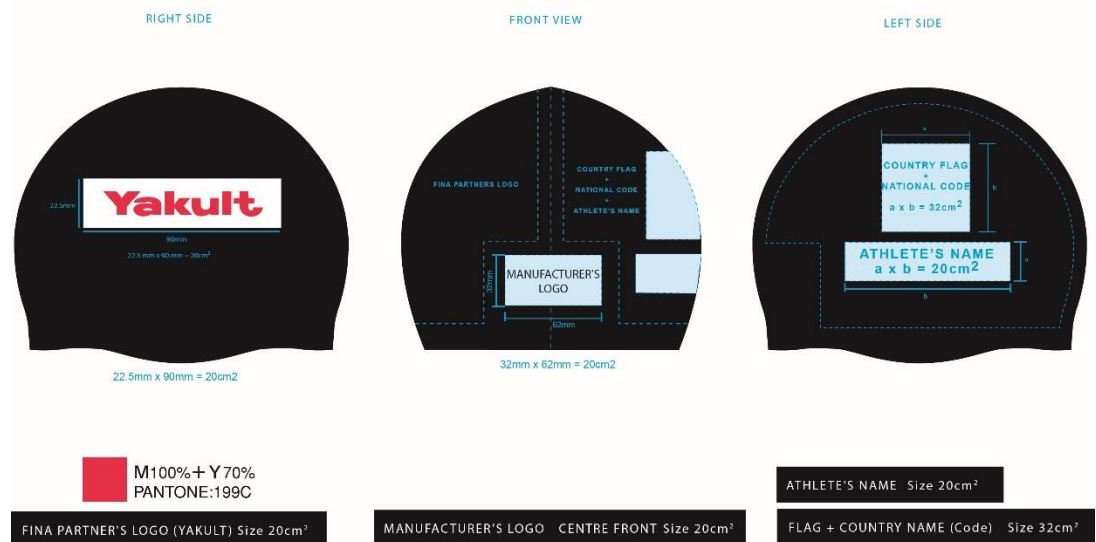 RIGHT SIDE
FRONT VIEW
LEFT SIDE
22.5mm
Yakult
90mm
22.5 mm x 90 mm = 20cm²
22.5mm x 90mm = 20cm2
FINA PARTNERS LOGO
COUNTRY FLAG
+
NATIONAL CODE
+
ATHLETE'S NAME
32mm
MANUFACTURER'S
LOGO
62mm
32mm x 62mm = 20cm2
a
COUNTRY FLAG
+
NATIONAL CODE
a x b = 32cm²
b
ATHLETE'S NAME
a x b = 20cm²
a
b
M100%+Y70%
PANTONE:199C
FINA PARTNER'S LOGO (YAKULT) Size 20cm²
MANUFACTURER'S LOGO CENTRE FRONT Size 20cm²
ATHLETE'S NAME Size 20cm²
FLAG + COUNTRY NAME (Code) Size 32cm²